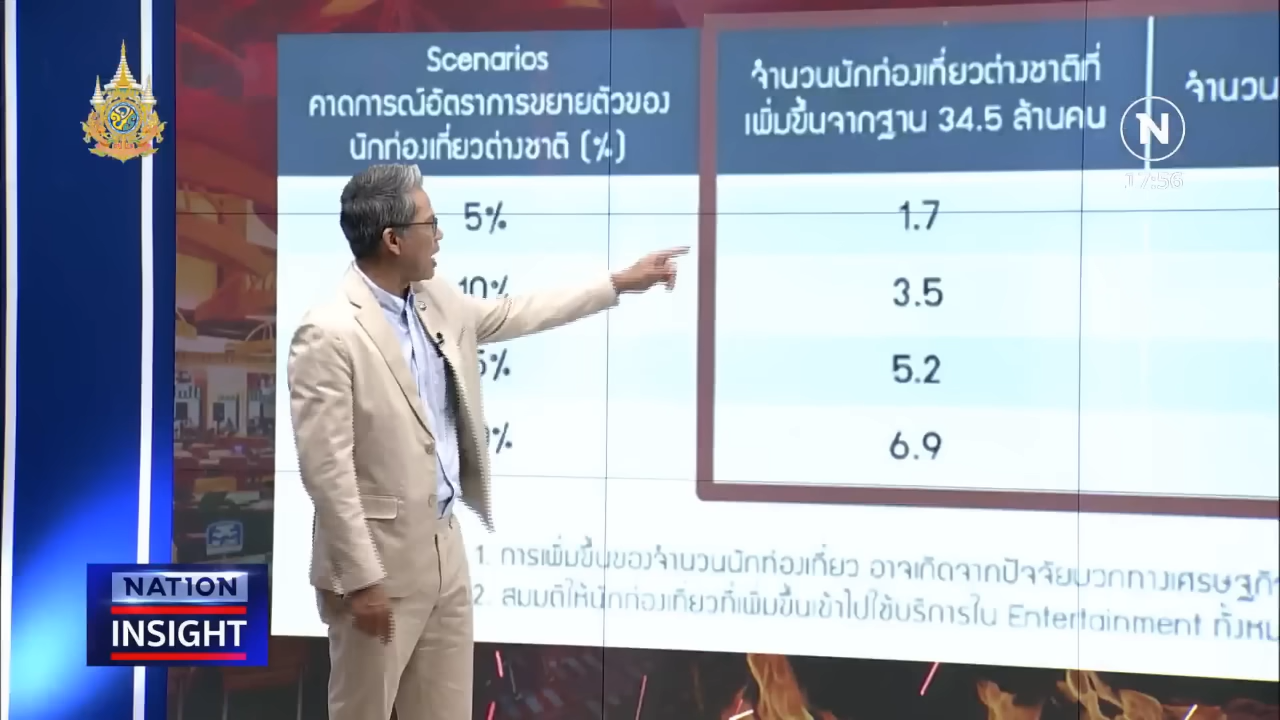 Scenarios
คาดการณ์อัตราการขยายตัวของ
นักท่องเที่ยวต่างชาติ (%)
จำนวนนักท่องเที่ยวต่างชาติที่
เพิ่มขึ้นจากฐาน 34.5 ล้านคน
จำนวน
N
17:56
5%
1.7
10%
3.5
5%
5.2
%
6.9
1. การเพิ่มขึ้นของจำนวนนักท่องเที่ยว อาจเกิดจากปัจจัยบวกทางเศรษฐกิ
2. สมมติให้นักท่องเที่ยวที่เพิ่มขึ้นเข้าไปใช้บริการใน Entertainment ทั้งหม
NATION
INSIGHT